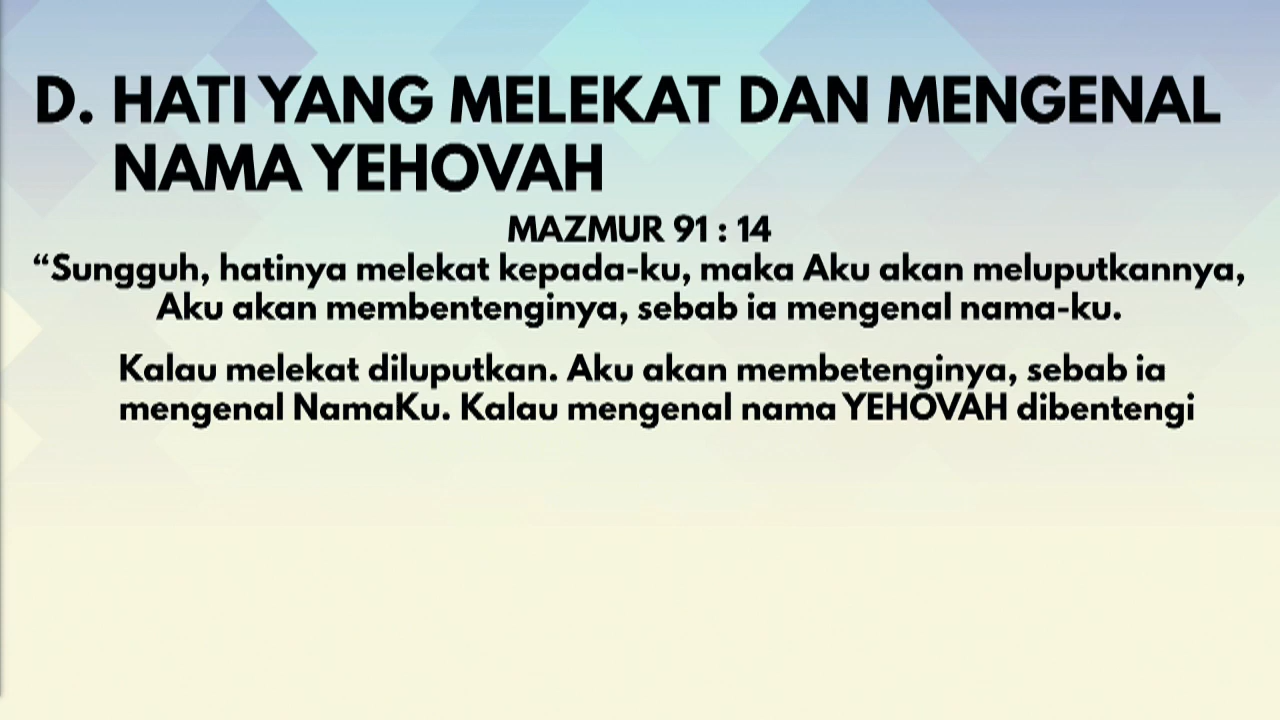 D. HATI YANG MELEKAT DAN MENGENAL
NAMA YEHOVAH
MAZMUR 91 : 14
“Sungguh, hatinya melekat kepada-ku, maka Aku akan meluputkannya,
Aku akan membentenginya, sebab ia mengenal nama-ku.
Kalau melekat diluputkan. Aku akan membetenginya, sebab ia
mengenal NamaKu. Kalau mengenal nama YEHOVAH dibentengi